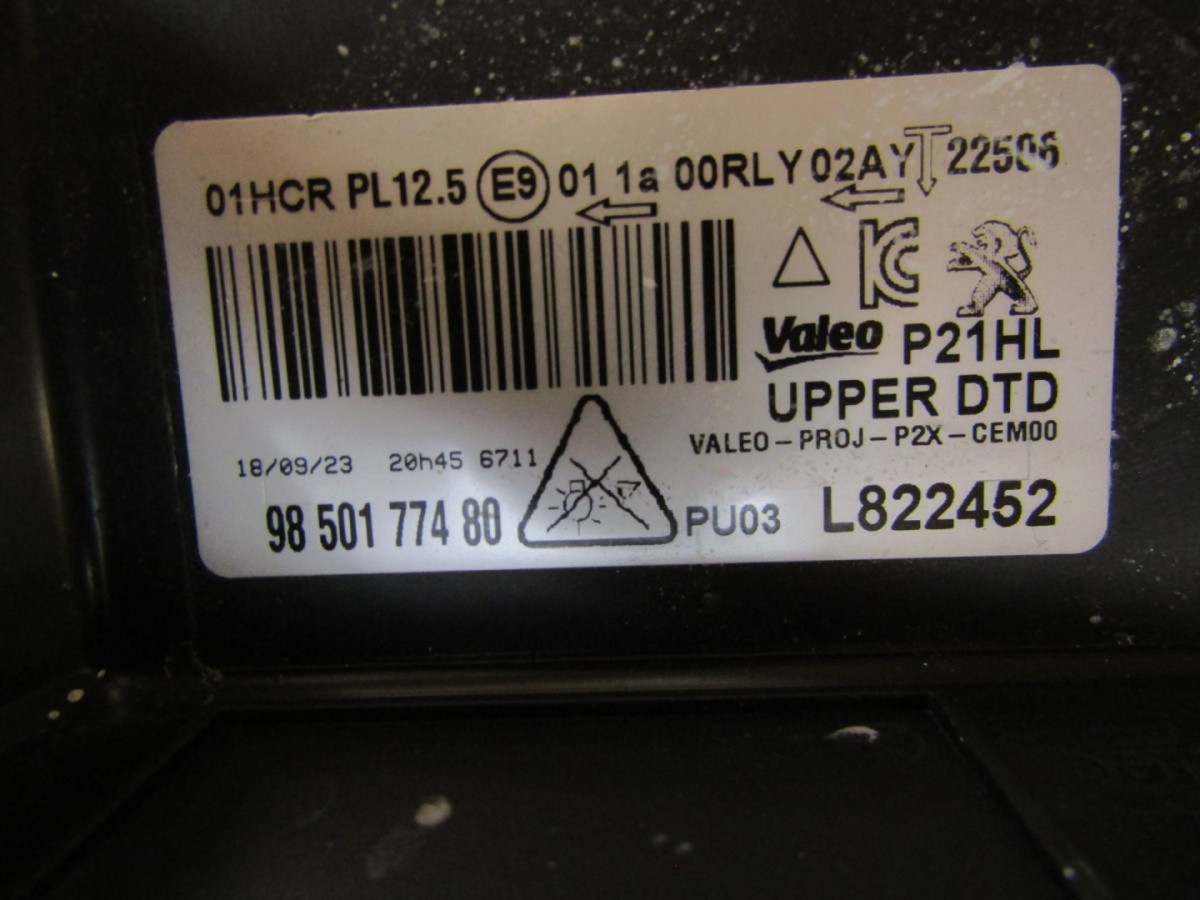 01HCR PL12.5 E9 01 1a 00RLY 02AY 22506
KC
Valeo P21HL
UPPER DTD
VALEO-PROJ-P2X-CEM00
18/09/23 20h45 6711
98 501 774 80 PU03 L822452